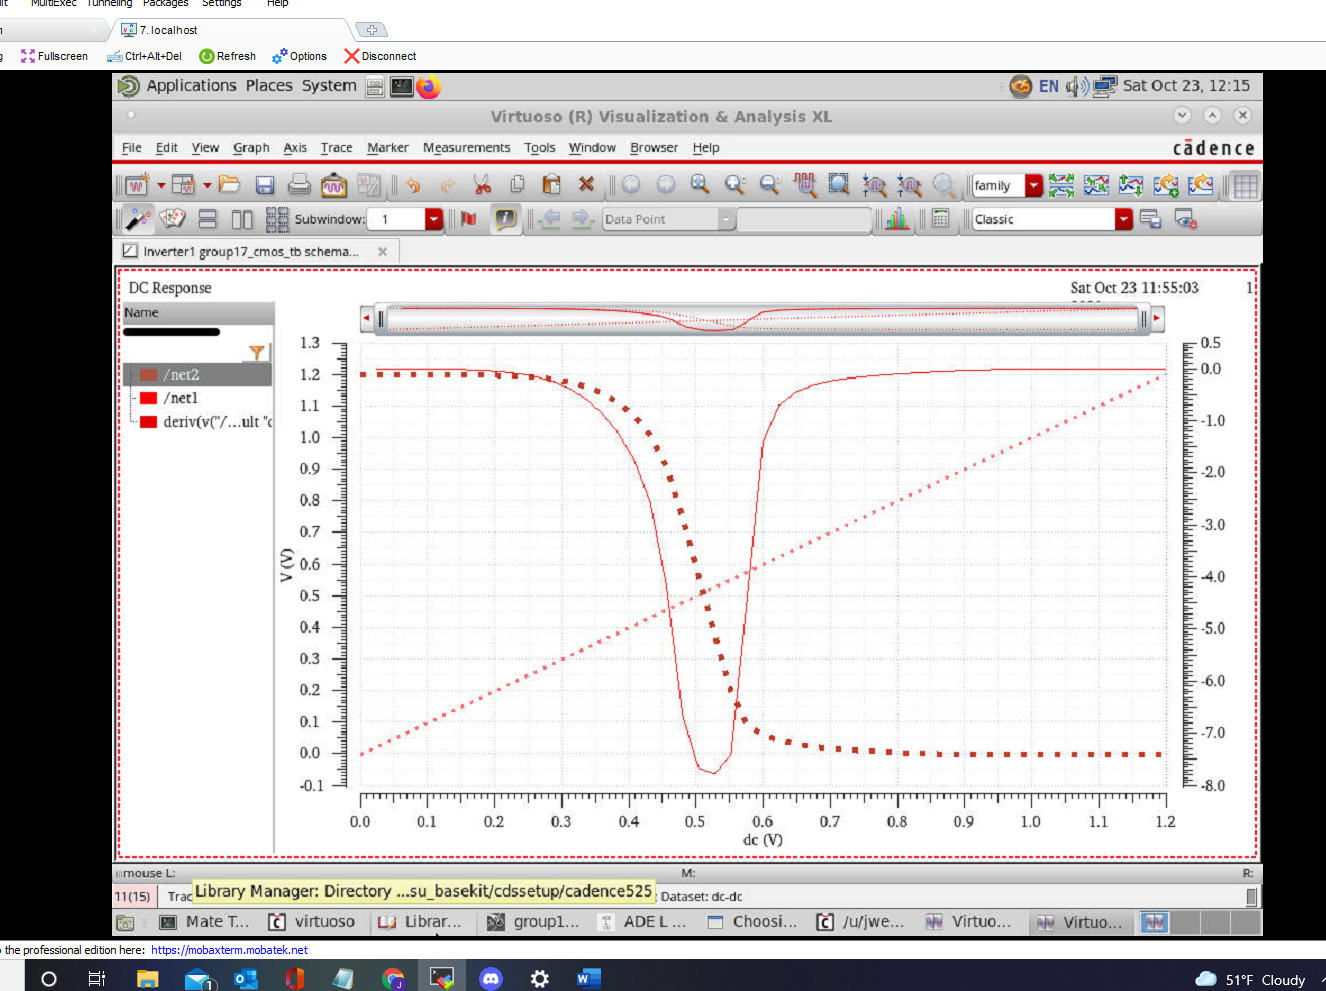 MultiExec Tunneling Packages Settings Help
7. localhost
Fullscreen Ctrl+Alt+Del Refresh Options Disconnect
Applications Places System EN Sat Oct 23, 12:15
Virtuoso (R) Visualization & Analysis XL
File Edit View Graph Axis Trace Marker Measurements Tools Window Browser Help cādence
family
Subwindow: 1 Data Point Classic
Inverter1 group17_cmos_tb schema...
DC Response Sat Oct 23 11:55:03 1
Name
/net2
/net1
deriv(v("/...ult "c
1.3 0.5
1.2 0.0
1.1 -1.0
1.0 -2.0
0.9
0.8 -3.0
0.7
V (V)
0.6 -4.0
0.5
0.4 -5.0
0.3
0.2 -6.0
0.1 -7.0
0.0
-0.1 -8.0
0.0 0.1 0.2 0.3 0.4 0.5 0.6 0.7 0.8 0.9 1.0 1.1 1.2
dc (V)
mouse L: M: R:
11(15) Trac Library Manager: Directory ...su_basekit/cdssetup/cadence525 Dataset: dc-dc
Mate T... virtuoso Librar... group1... ADE L ... Choosi... /u/jwe... Virtuo... Virtuo...
the professional edition here: https://mobaxterm.mobatek.net
1 51°F Cloudy